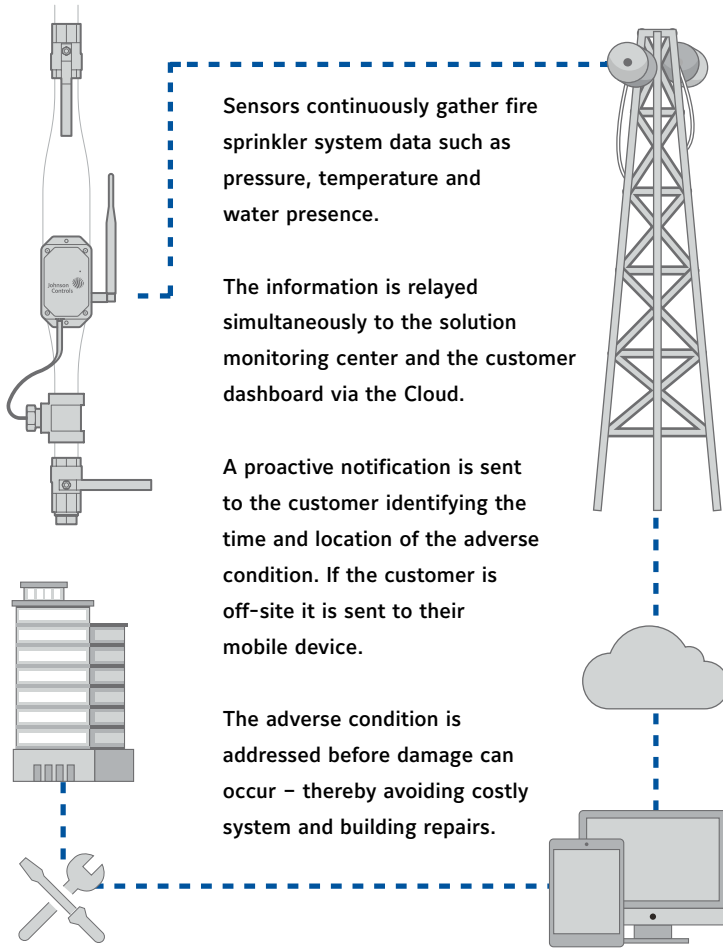 Sensors continuously gather fire
sprinkler system data such as
pressure, temperature and
water presence.
Johnson
Controls
The information is relayed
simultaneously to the solution
monitoring center and the customer
dashboard via the Cloud.
A proactive notification is sent
to the customer identifying the
time and location of the adverse
condition. If the customer is
off-site it is sent to their
mobile device.
The adverse condition is
addressed before damage can
occur – thereby avoiding costly
system and building repairs.